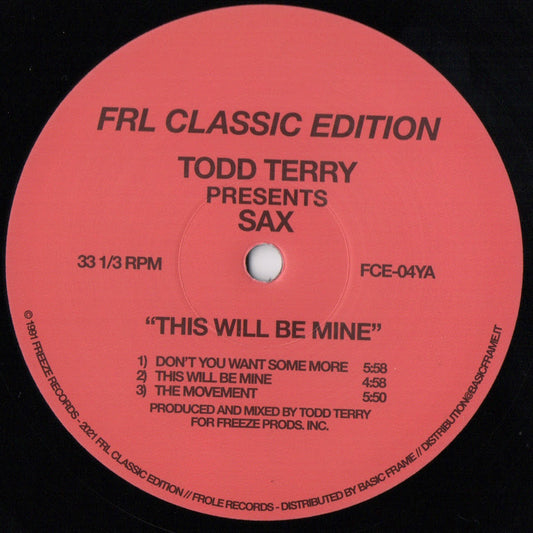 FRL CLASSIC EDITION
TODD TERRY
PRESENTS
SAX
33 1/3 RPM
FCE-04YA
“THIS WILL BE MINE”
1) DON'T YOU WANT SOME MORE 5:58
2) THIS WILL BE MINE 4:58
3) THE MOVEMENT 5:50
PRODUCED AND MIXED BY TODD TERRY
FOR FREEZE PRODS. INC.
© 1991 FREEZE RECORDS - 2021 FRL CLASSIC EDITION // FROLE RECORDS - DISTRIBUTED BY BASIC FRAME // DISTRIBUTION@BASICFRAME.IT